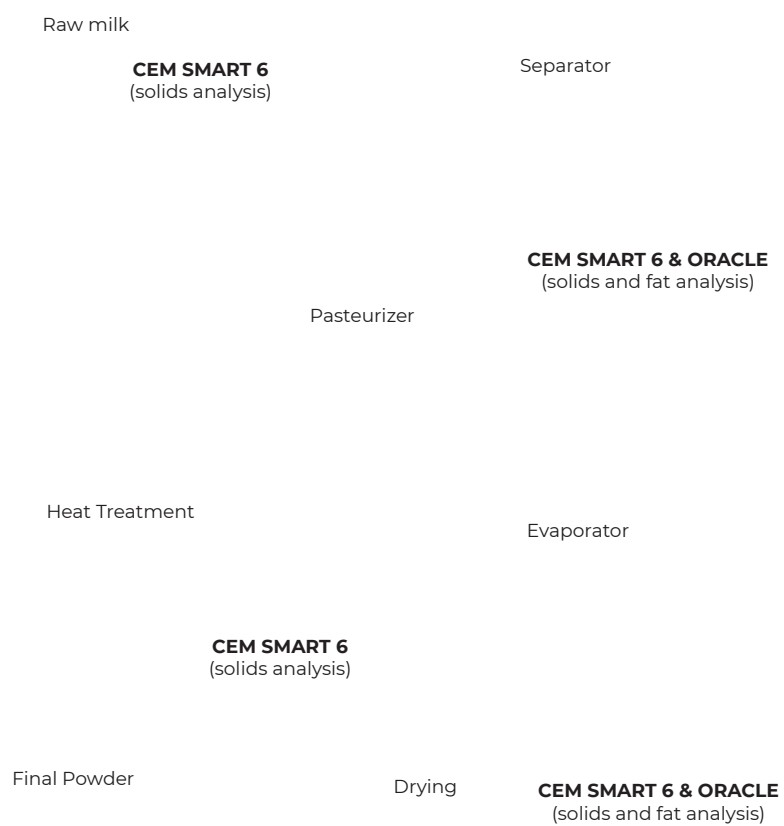 Raw milk
CEM SMART 6
(solids analysis)
Separator
CEM SMART 6 & ORACLE
(solids and fat analysis)
Pasteurizer
Heat Treatment
Evaporator
CEM SMART 6
(solids analysis)
Final Powder
Drying
CEM SMART 6 & ORACLE
(solids and fat analysis)